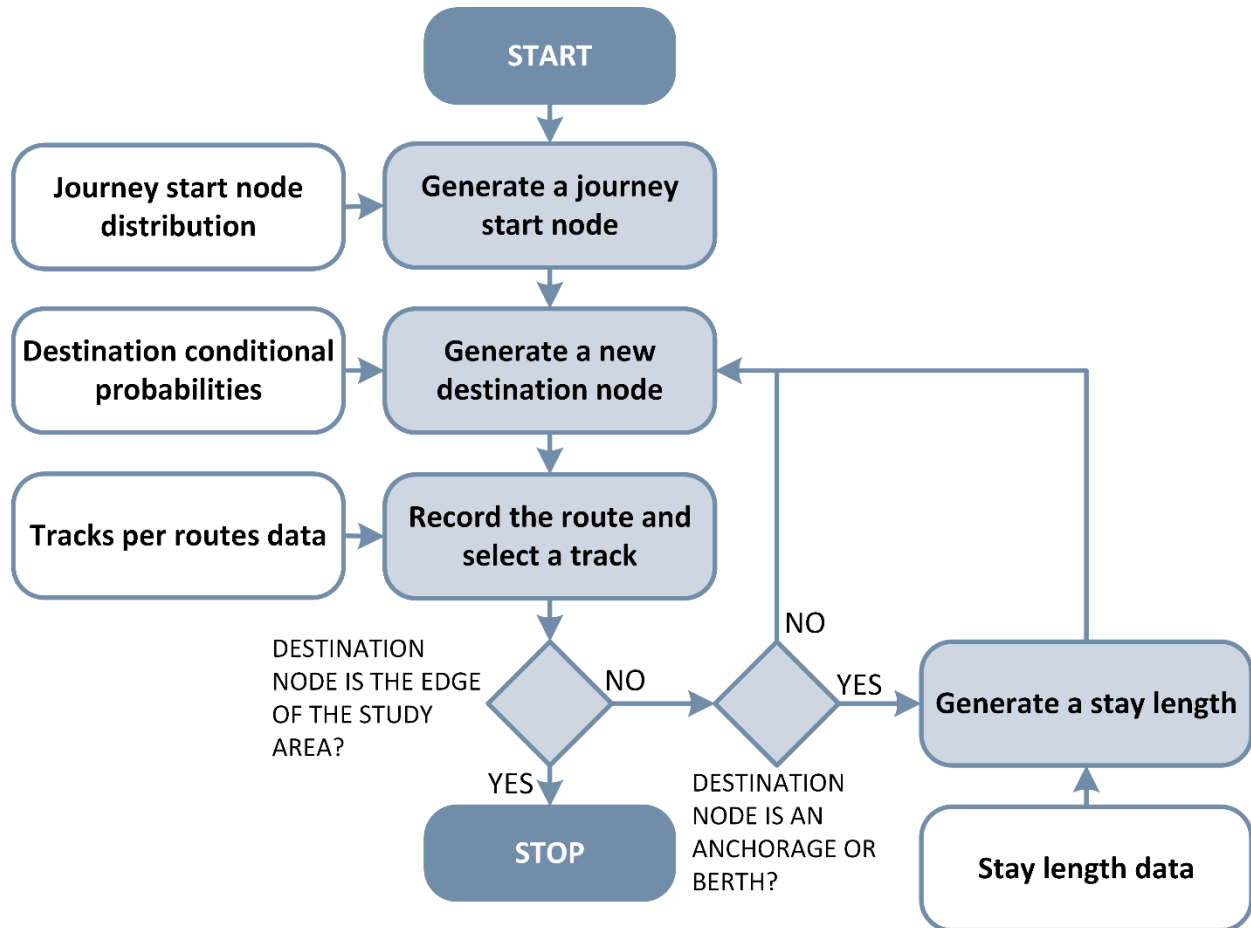 START
Journey start node
distribution
Generate a journey
start node
Destination conditional
probabilities
Generate a new
destination node
Tracks per routes data
Record the route and
select a track
DESTINATION
NODE IS THE EDGE
OF THE STUDY
AREA?
NO
YES
NO
YES
Generate a stay length
STOP
DESTINATION
NODE IS AN
ANCHORAGE OR
BERTH?
Stay length data